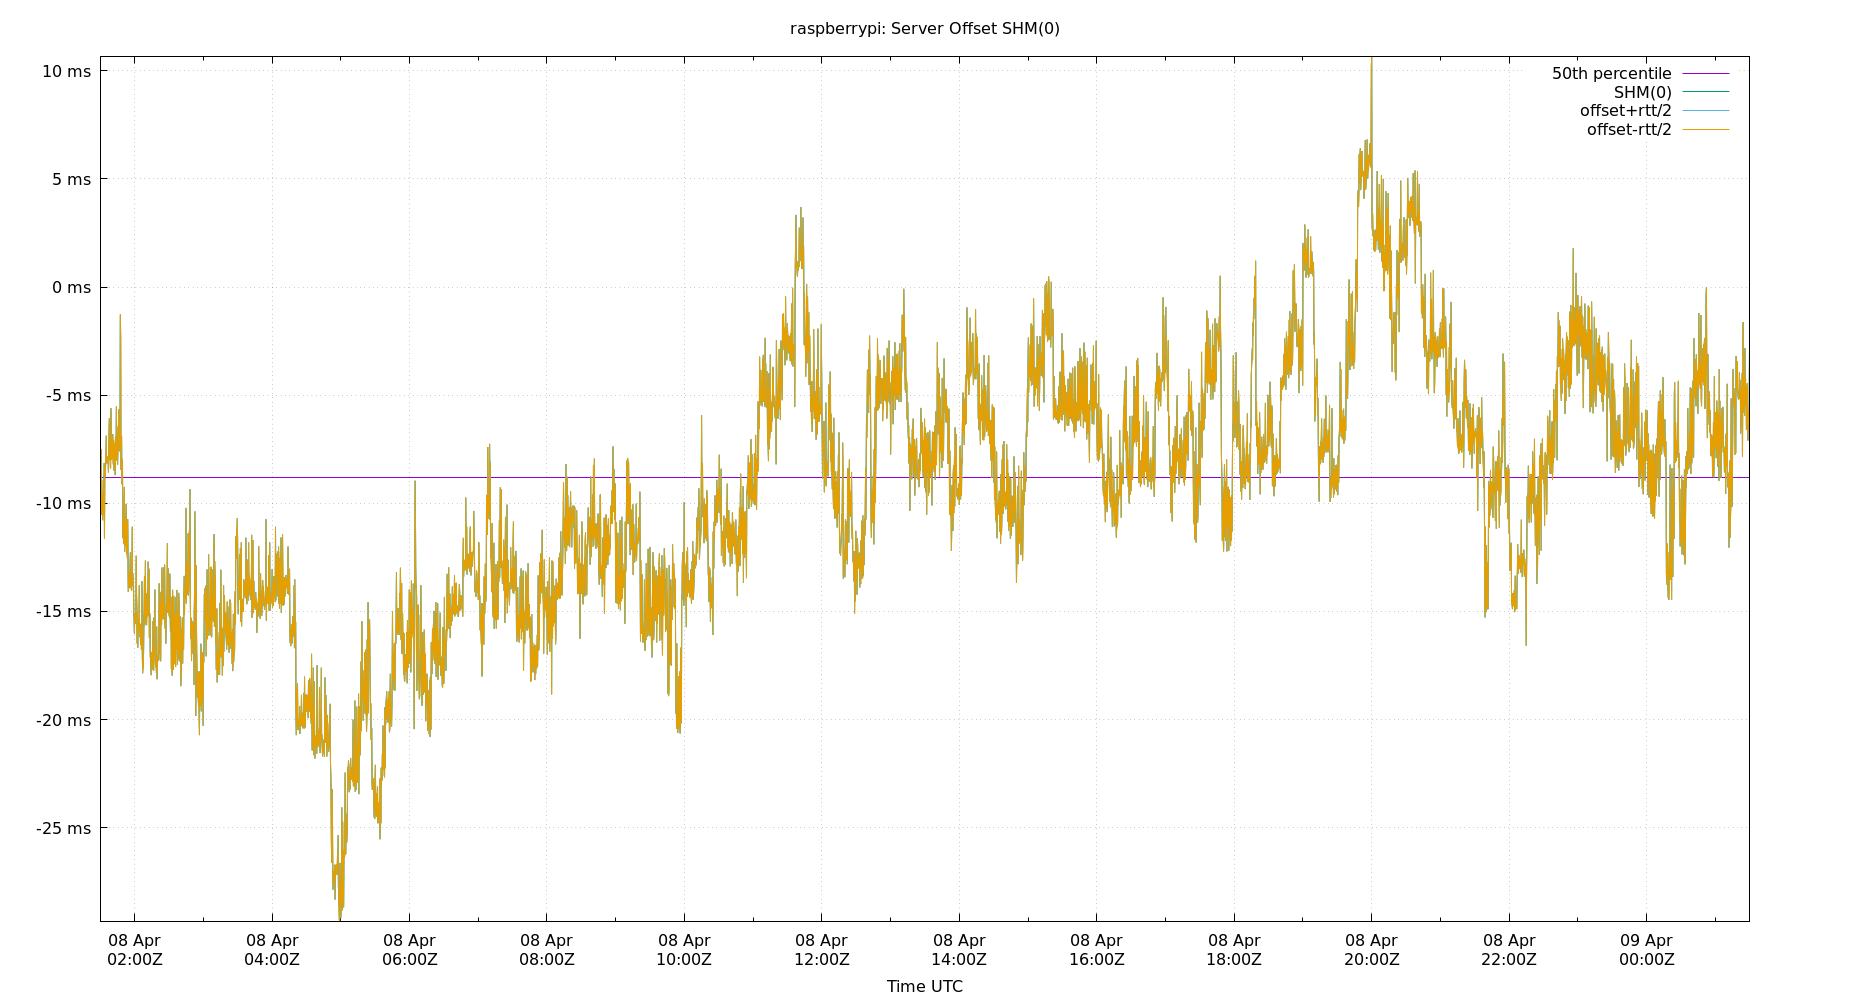 raspberrypi: Server Offset SHM(0)
10 ms
5 ms
0 ms
-5 ms
-10 ms
-15 ms
-20 ms
-25 ms
50th percentile
SHM(0)
offset+rtt/2
offset-rtt/2
08 Apr 08 Apr 08 Apr 08 Apr 08 Apr 08 Apr 08 Apr 08 Apr 08 Apr 08 Apr 08 Apr 09 Apr
02:00Z 04:00Z 06:00Z 08:00Z 10:00Z 12:00Z 14:00Z 16:00Z 18:00Z 20:00Z 22:00Z 00:00Z
Time UTC